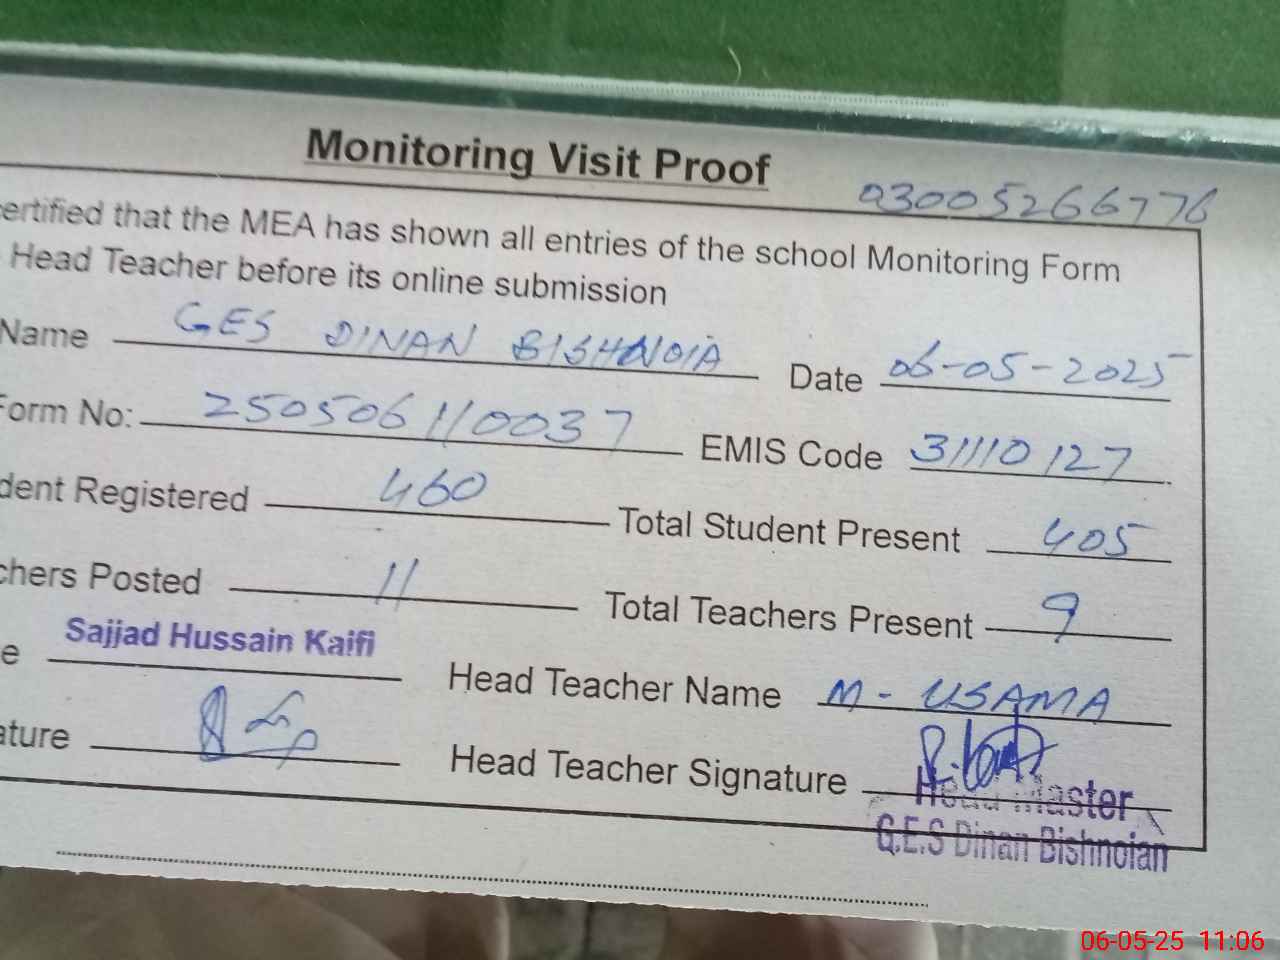 Monitoring Visit Proof
03005266776
ertified that the MEA has shown all entries of the school Monitoring Form
Head Teacher before its online submission
Name GES DINAN BISHNOIA Date 06-05-2025
Form No: 250506110037 EMIS Code 31110127
dent Registered 460 Total Student Present 405
chers Posted 11 Total Teachers Present 9
e Sajjad Hussain Kaifi Head Teacher Name M - USAMA
ature Head Teacher Signature
Head Master
G.E.S Dinan Bishnoian
06-05-25 11:06